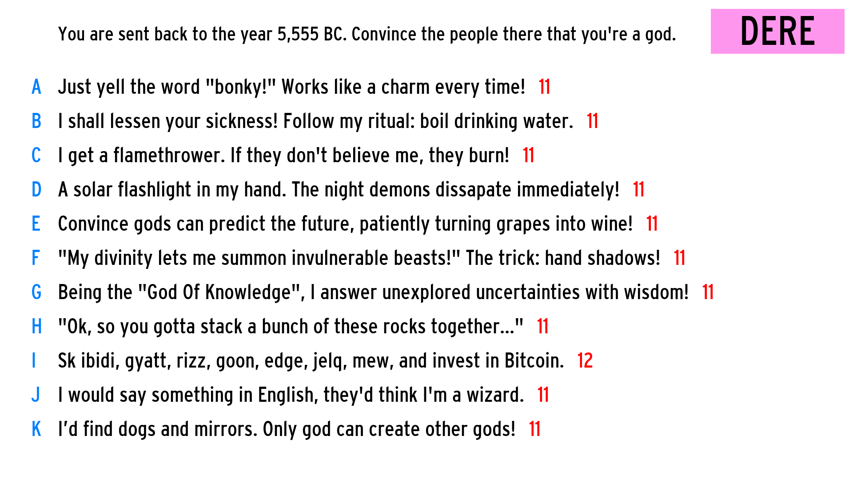 You are sent back to the year 5,555 BC. Convince the people there that you're a god.
DERE
A Just yell the word "bonky!" Works like a charm every time! 11
B I shall lessen your sickness! Follow my ritual: boil drinking water. 11
C I get a flamethrower. If they don't believe me, they burn! 11
D A solar flashlight in my hand. The night demons dissapate immediately! 11
E Convince gods can predict the future, patiently turning grapes into wine! 11
F "My divinity lets me summon invulnerable beasts!" The trick: hand shadows! 11
G Being the "God Of Knowledge", I answer unexplored uncertainties with wisdom! 11
H "Ok, so you gotta stack a bunch of these rocks together..." 11
I Sk ibidi, gyatt, rizz, goon, edge, jelq, mew, and invest in Bitcoin. 12
J I would say something in English, they'd think I'm a wizard. 11
K I’d find dogs and mirrors. Only god can create other gods! 11